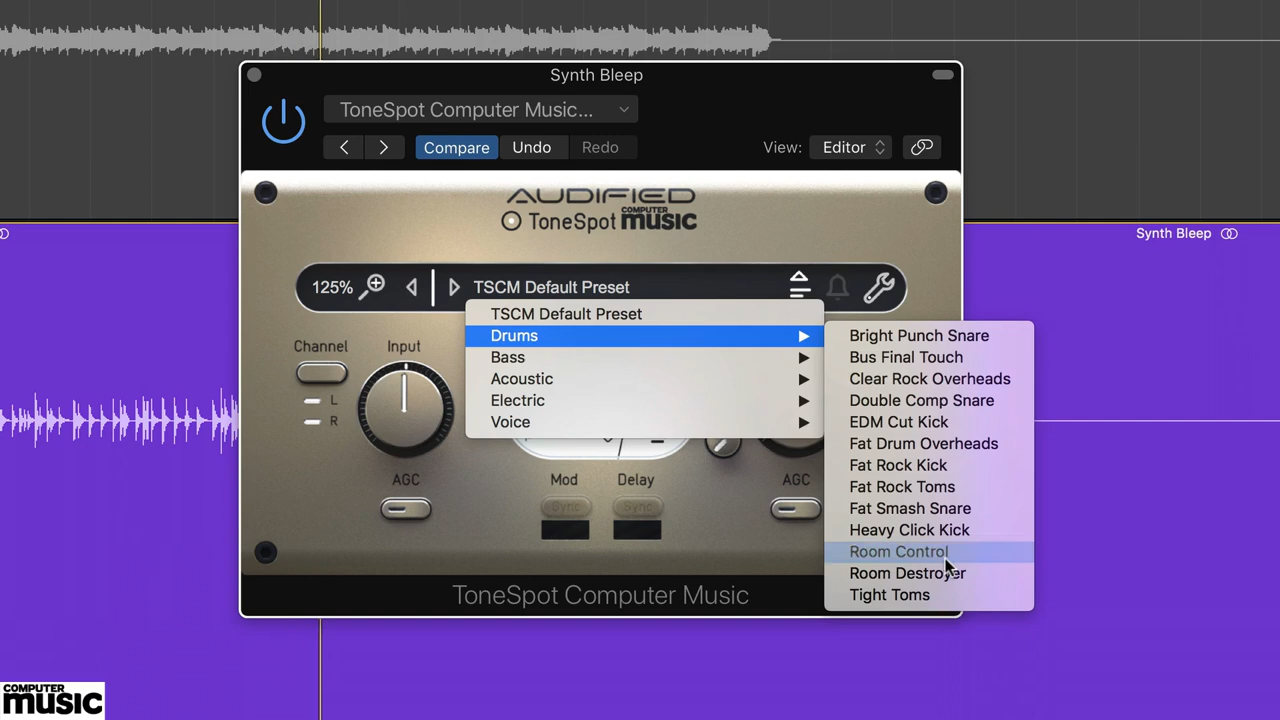 Synth Bleep
ToneSpot Computer Music...
Compare Undo Redo View: Editor
AUDIFIED
ToneSpot COMPUTER music
Synth Bleep
125% TSCM Default Preset
TSCM Default Preset
Drums
Bass
Acoustic
Electric
Voice
Bright Punch Snare
Bus Final Touch
Clear Rock Overheads
Double Comp Snare
EDM Cut Kick
Fat Drum Overheads
Fat Rock Kick
Fat Rock Toms
Fat Smash Snare
Heavy Click Kick
Room Control
Room Destroyer
Tight Toms
Channel Input
L
R
AGC Mod Delay AGC
Sync Sync
ToneSpot Computer Music
COMPUTER
music